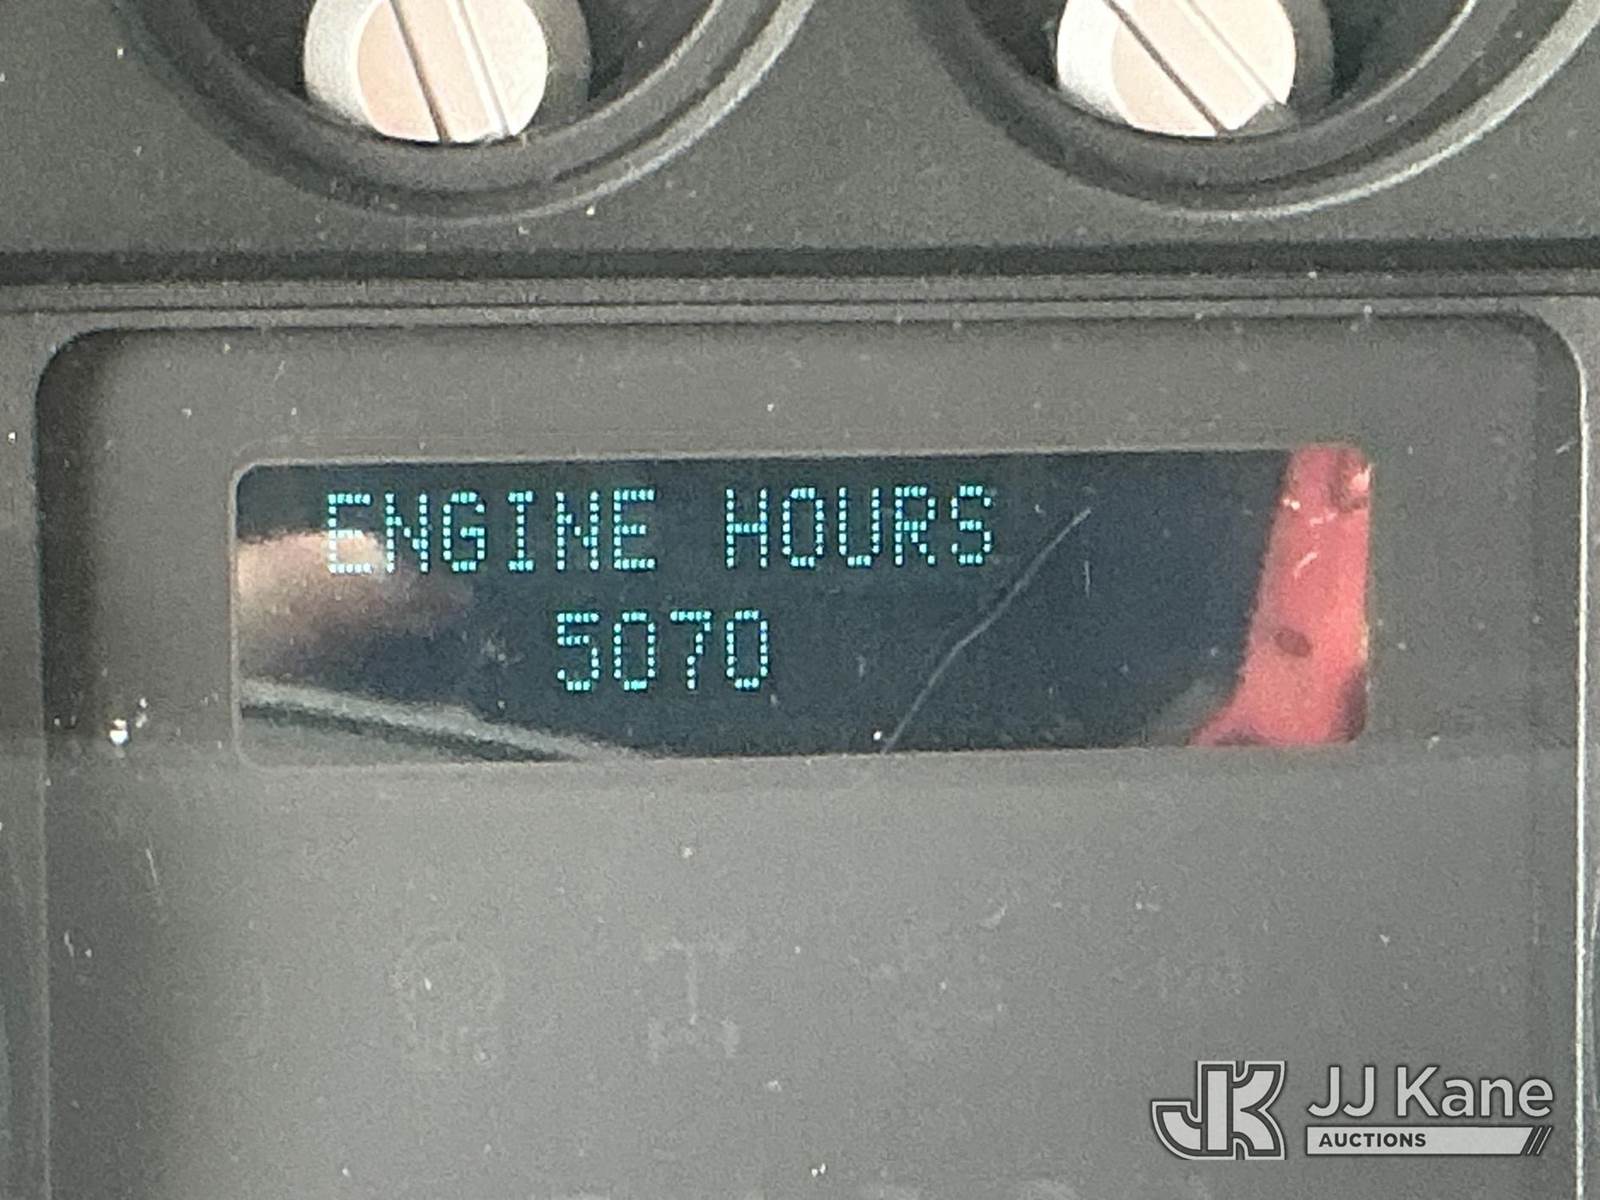 ENGINE HOURS
5070
JJ Kane
AUCTIONS